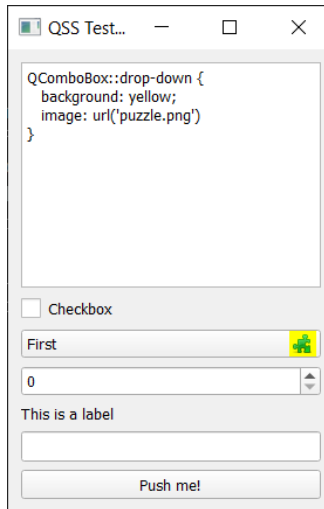 QSS Test...
QComboBox::drop-down {
   background: yellow;
   image: url('puzzle.png')
}
Checkbox
First
0
This is a label
Push me!